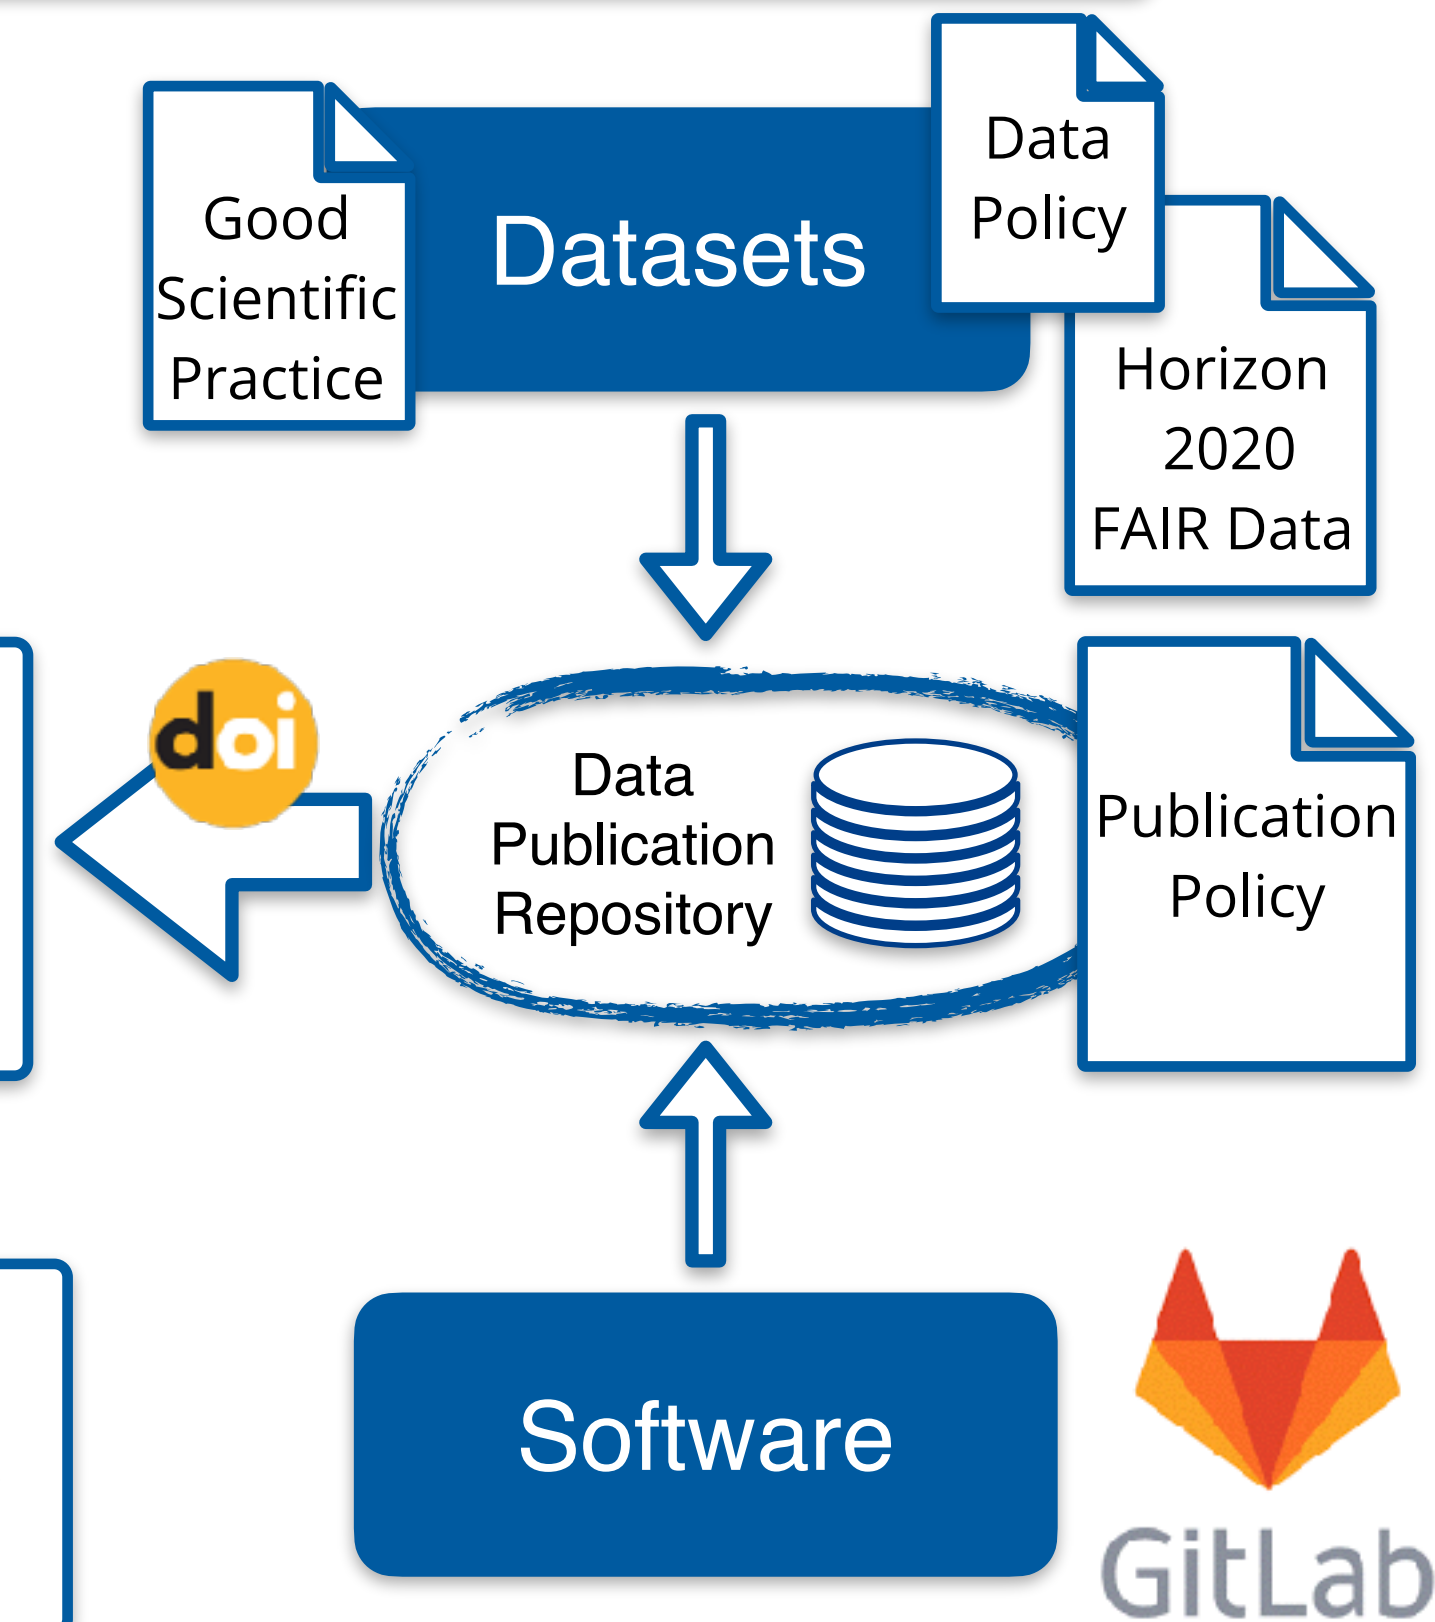 Good
Scientific
Practice
Datasets
Data
Policy
Horizon
2020
FAIR Data
doi
Data
Publication
Repository
Publication
Policy
Software
GitLab